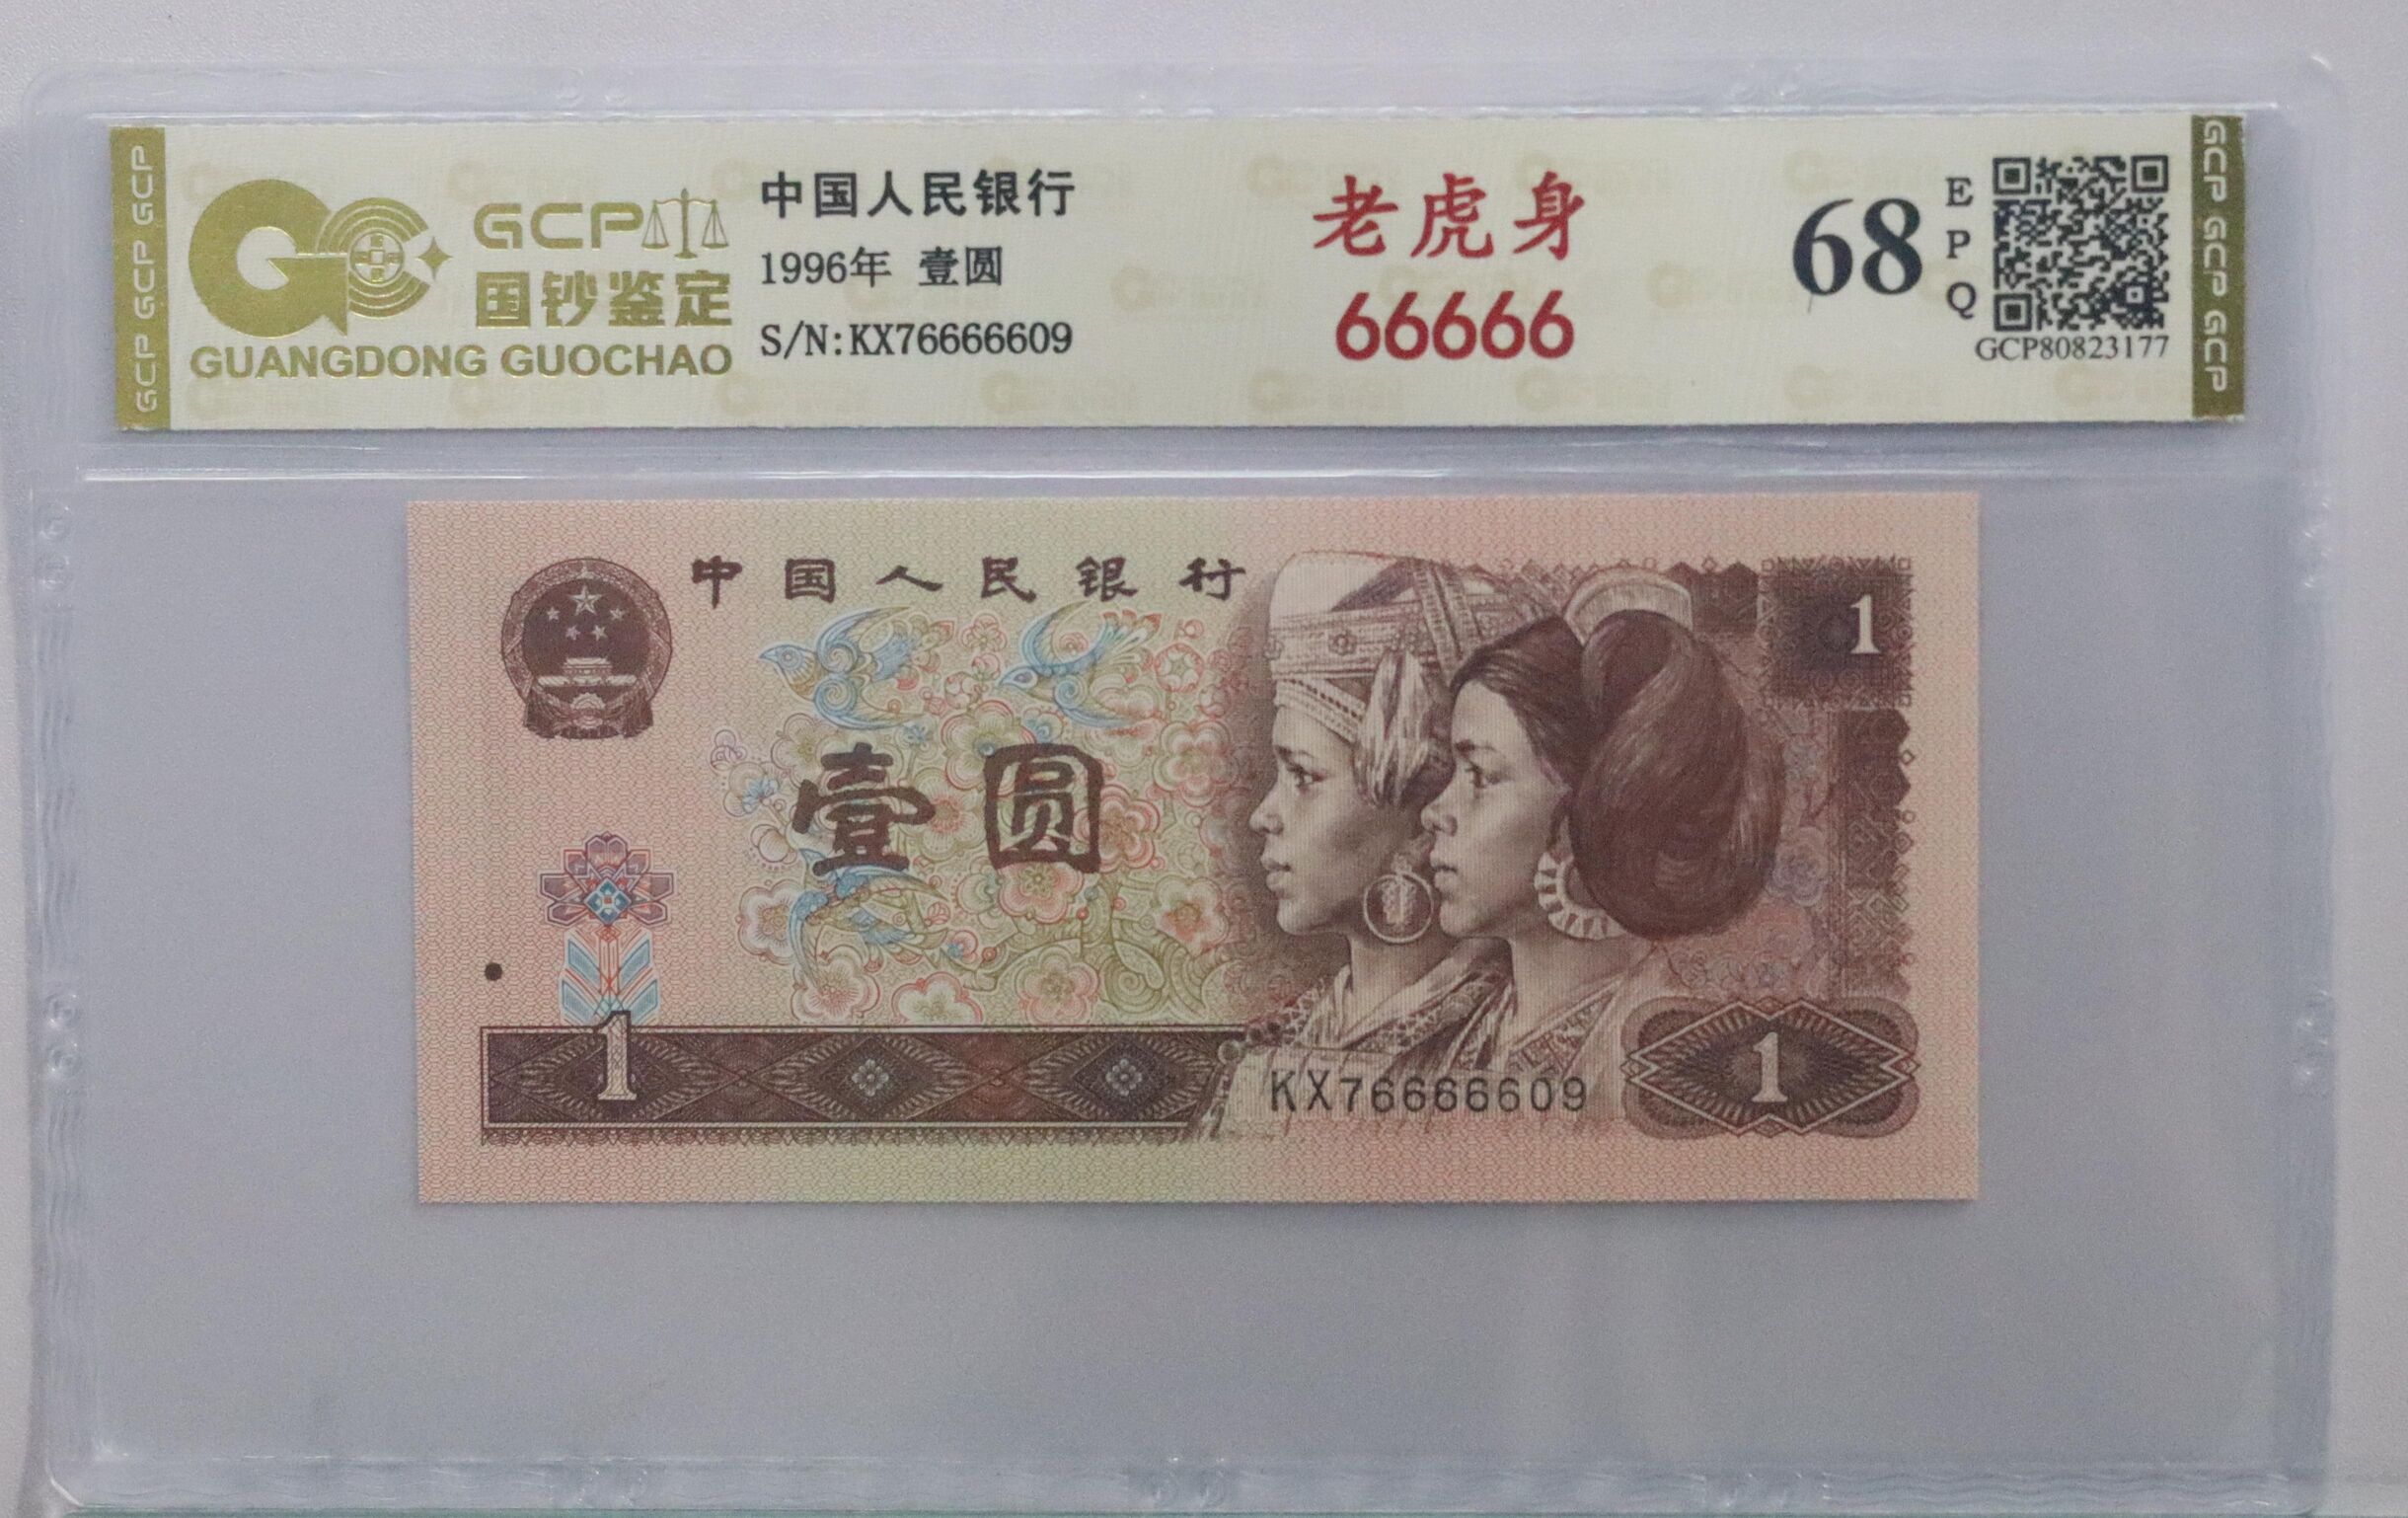 GCP GCP GCP
GCP
国钞鉴定
GUANGDONG GUOCHAO
中国人民银行
1996年 壹圆
S/N:KX76666609
老虎身
66666
68
E
P
Q
GCP80823177
GCP GCP GCP
中国人民银行
1
壹圆
1
KX76666609
1